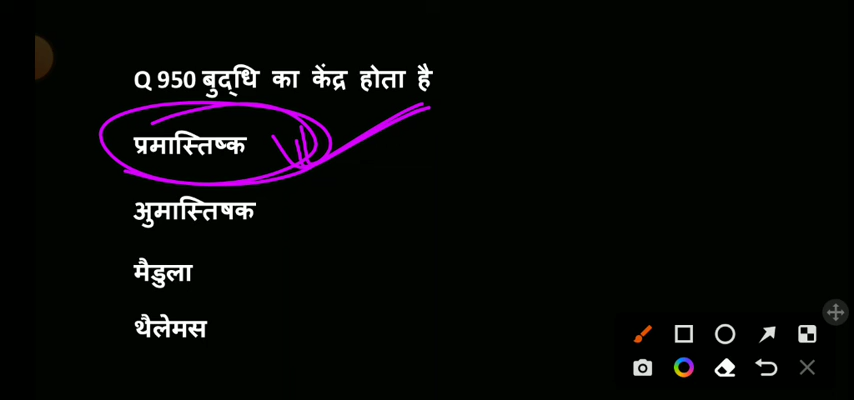 Q 950 बुद्धि का केंद्र होता है
प्रमास्तिष्क
अुमास्तिषक
मैडुला
थैलेमस